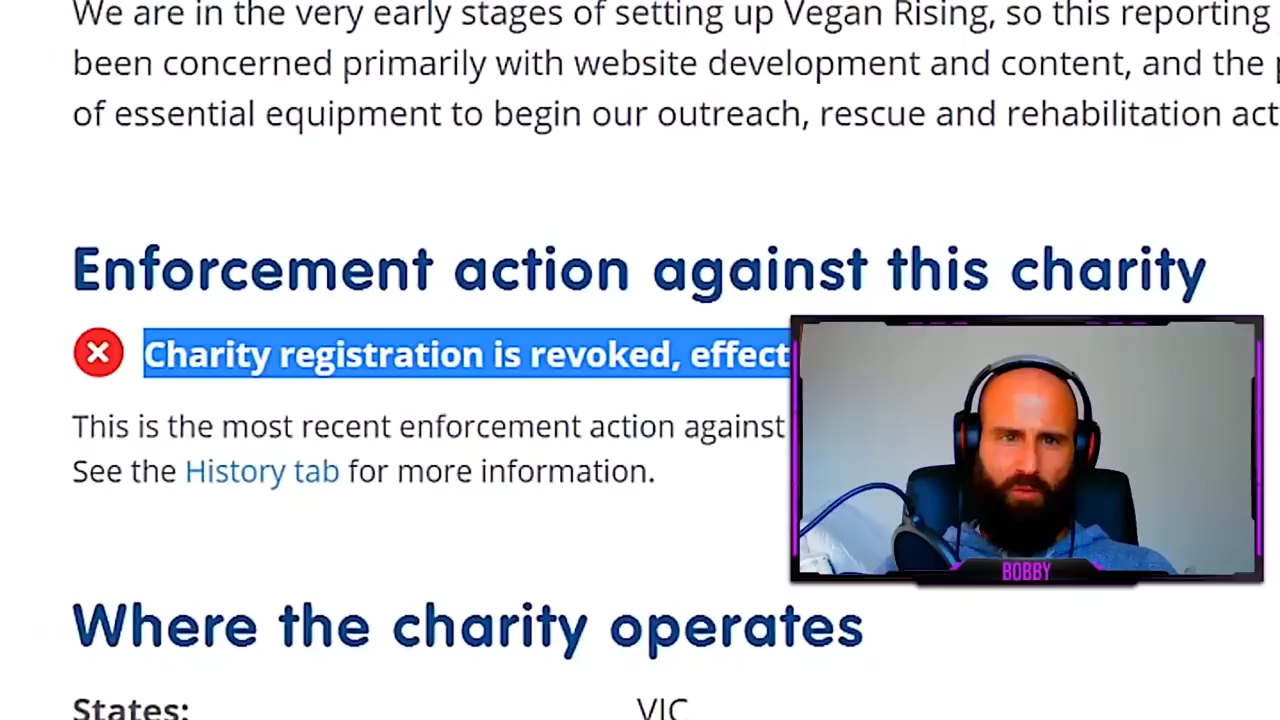 We are in the very early stages of setting up Vegan Rising, so this reporting
been concerned primarily with website development and content, and the
of essential equipment to begin our outreach, rescue and rehabilitation
Enforcement action against this charity
Charity registration is revoked,
This is the most recent enforcement action against
See the History tab for more information.
BOBBY
Where the charity operates
States: VIC